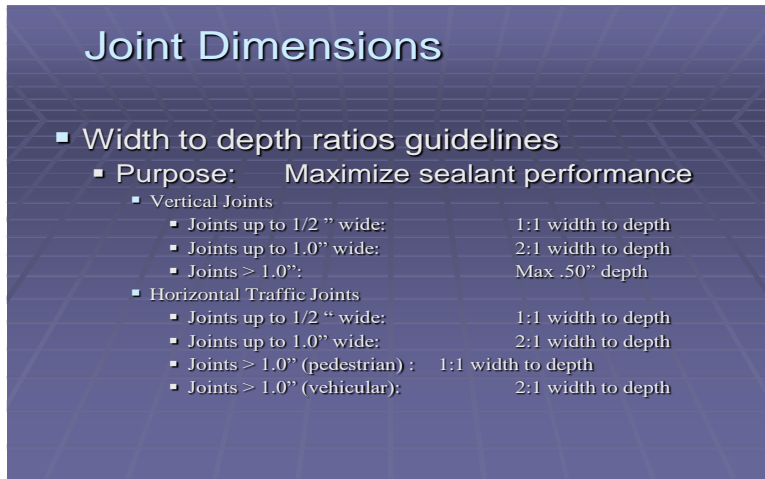 Joint Dimensions
Width to depth ratios guidelines
Purpose: Maximize sealant performance
Vertical Joints
Joints up to 1/2 ” wide: 1:1 width to depth
Joints up to 1.0” wide: 2:1 width to depth
Joints > 1.0”: Max .50” depth
Horizontal Traffic Joints
Joints up to 1/2 “ wide: 1:1 width to depth
Joints up to 1.0” wide: 2:1 width to depth
Joints > 1.0” (pedestrian) : 1:1 width to depth
Joints > 1.0” (vehicular): 2:1 width to depth